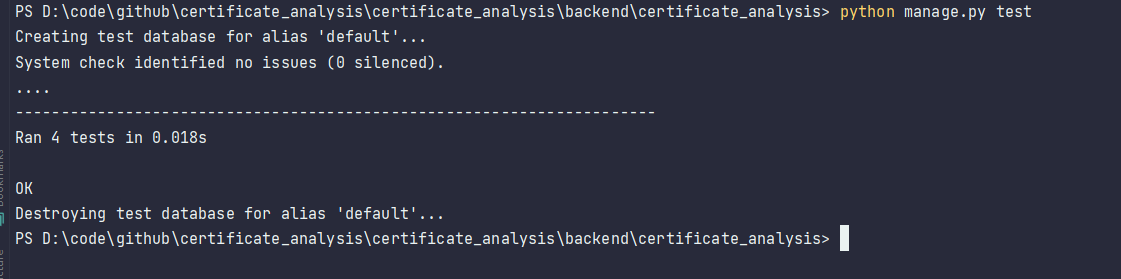 PS D:\code\github\certificate_analysis\certificate_analysis\backend\certificate_analysis> python manage.py test
Creating test database for alias 'default'...
System check identified no issues (0 silenced).
....
----------------------------------------------------------------------
Ran 4 tests in 0.018s
OK
Destroying test database for alias 'default'...
PS D:\code\github\certificate_analysis\certificate_analysis\backend\certificate_analysis>